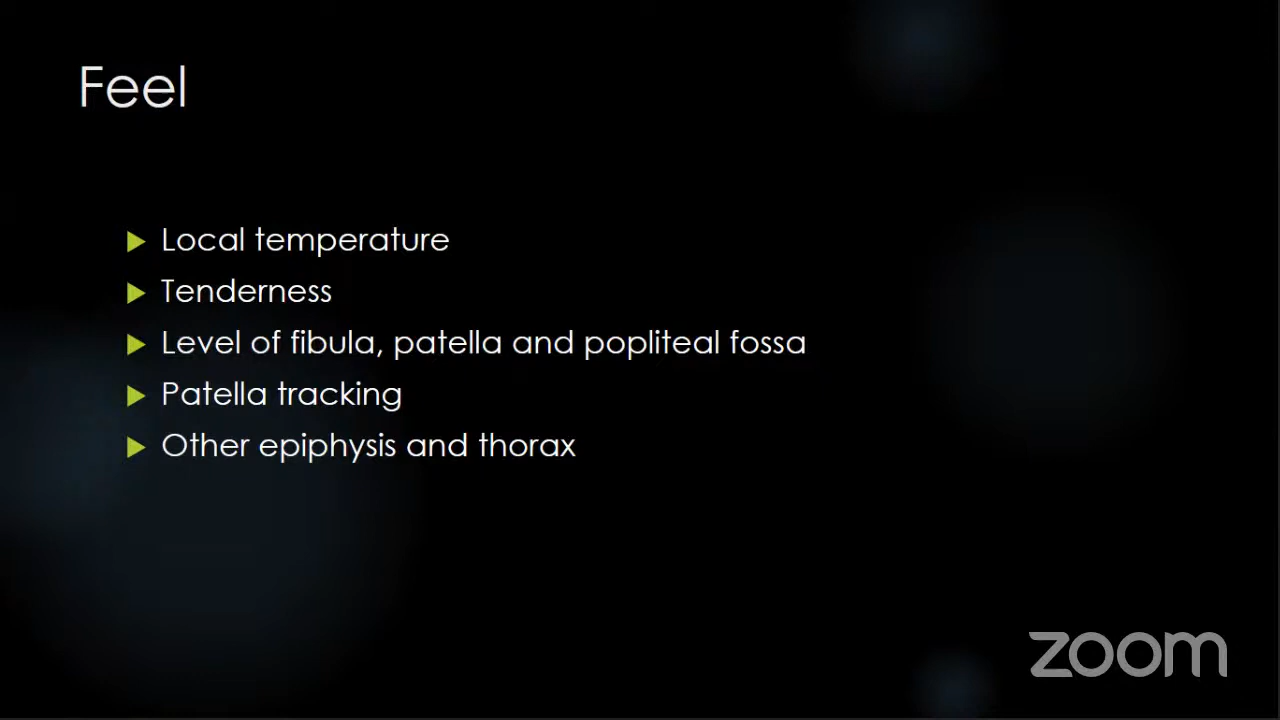 Feel
Local temperature
Tenderness
Level of fibula, patella and popliteal fossa
Patella tracking
Other epiphysis and thorax
zoom